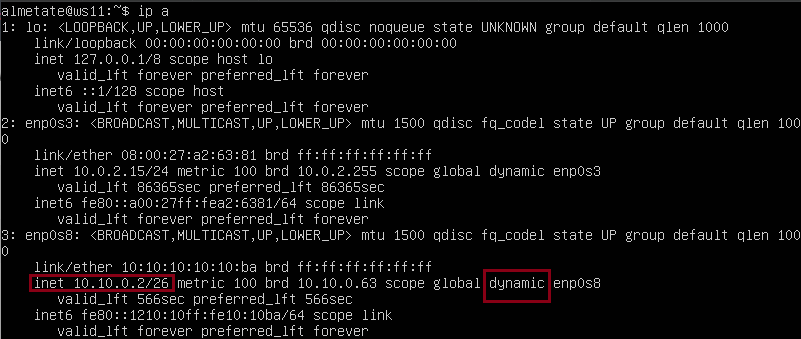 almetate@ws11:~$ ip a
1: lo: <LOOPBACK,UP,LOWER_UP> mtu 65536 qdisc noqueue state UNKNOWN group default qlen 1000
    link/loopback 00:00:00:00:00:00 brd 00:00:00:00:00:00
    inet 127.0.0.1/8 scope host lo
       valid_lft forever preferred_lft forever
    inet6 ::1/128 scope host
       valid_lft forever preferred_lft forever
2: enp0s3: <BROADCAST,MULTICAST,UP,LOWER_UP> mtu 1500 qdisc fq_codel state UP group default qlen 100
0
    link/ether 08:00:27:a2:63:81 brd ff:ff:ff:ff:ff:ff
    inet 10.0.2.15/24 metric 100 brd 10.0.2.255 scope global dynamic enp0s3
       valid_lft 86365sec preferred_lft 86365sec
    inet6 fe80::a00:27ff:fea2:6381/64 scope link
       valid_lft forever preferred_lft forever
3: enp0s8: <BROADCAST,MULTICAST,UP,LOWER_UP> mtu 1500 qdisc fq_codel state UP group default qlen 100
0
    link/ether 10:10:10:10:10:ba brd ff:ff:ff:ff:ff:ff
    inet 10.10.0.2/26 metric 100 brd 10.10.0.63 scope global dynamic enp0s8
       valid_lft 566sec preferred_lft 566sec
    inet6 fe80::1210:10ff:fe10:10ba/64 scope link
       valid_lft forever preferred_lft forever